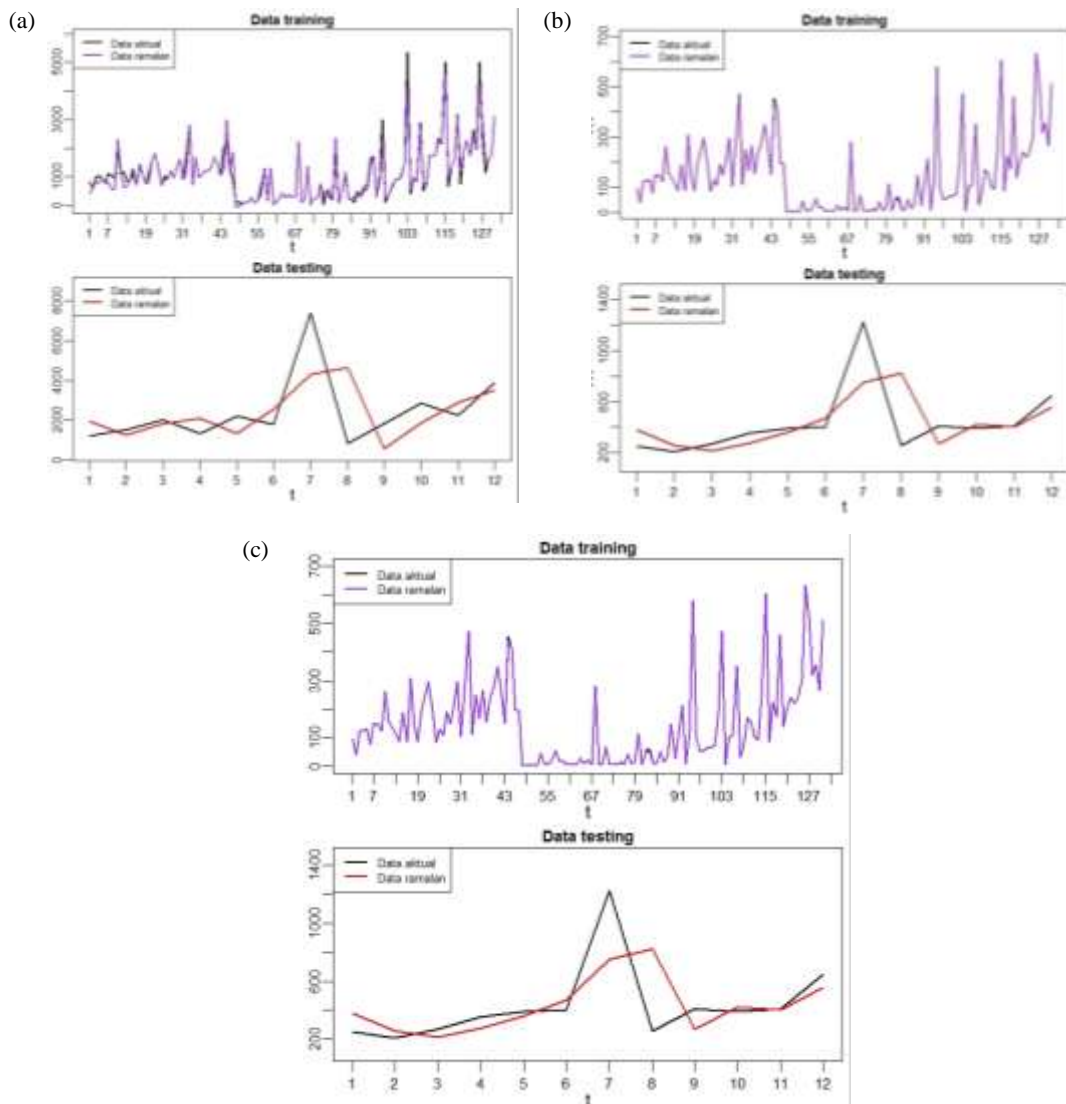 (a)
Data training
Data aktual
Data ramalan
5000
3000
1000
0
1 7 19 31 43 55 67 79 91 103 115 127
t
Data testing
Data aktual
Data ramalan
8000
6000
4000
2000
0
1 2 3 4 5 6 7 8 9 10 11 12
t
(b)
Data training
Data aktual
Data ramalan
700
500
300
100
0
1 7 19 31 43 55 67 79 91 103 115 127
t
Data testing
Data aktual
Data ramalan
1400
1000
600
200
1 2 3 4 5 6 7 8 9 10 11 12
t
(c)
Data training
Data aktual
Data ramalan
700
500
300
100
0
1 7 19 31 43 55 67 79 91 103 115 127
t
Data testing
Data aktual
Data ramalan
1400
1000
600
200
1 2 3 4 5 6 7 8 9 10 11 12
t